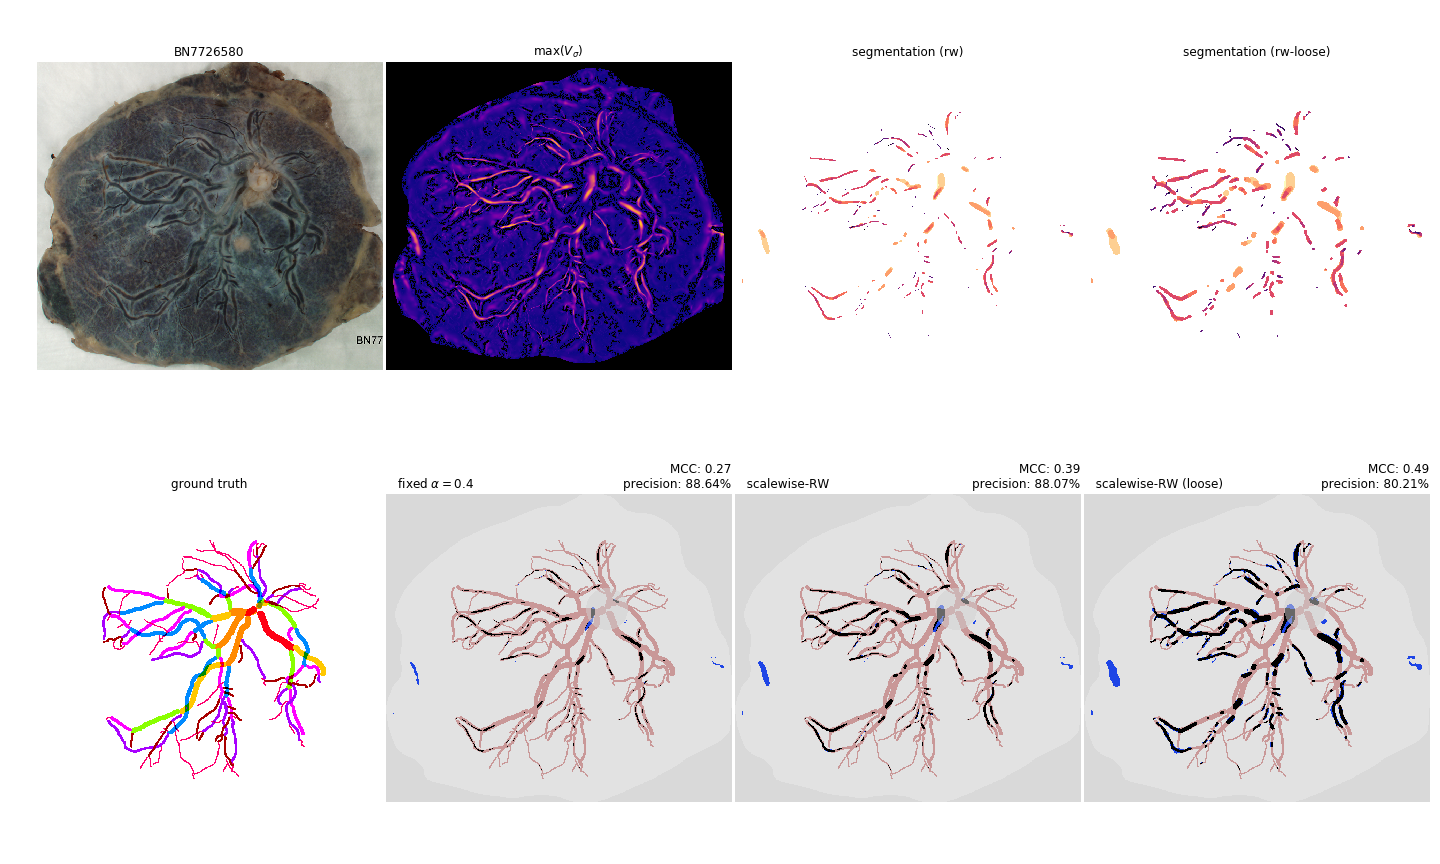 BN7726580
max(Vσ)
segmentation (rw)
segmentation (rw-loose)
BN77
ground truth
fixed α = 0.4
MCC: 0.27
precision: 88.64%
scalewise-RW
MCC: 0.39
precision: 88.07%
scalewise-RW (loose)
MCC: 0.49
precision: 80.21%